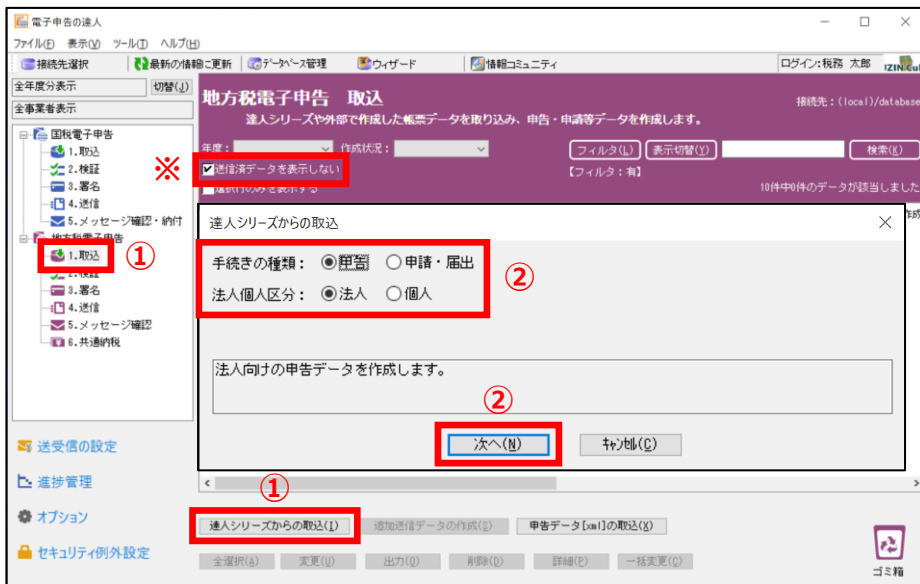 電子申告の達人
ファイル(F) 表示(V) ツール(T) ヘルプ(H)
接続先選択 最新の情報に更新 データベース管理 ウィザード 情報コミュニティ ログイン:税務 太郎
全年度分表示 切替(J)
全事業者表示
国税電子申告
1.取込
2.検証
3.署名
4.送信
5.メッセージ確認・納付
地方税電子申告
1.取込 ①
2.検証
3.署名
4.送信
5.メッセージ確認
6.共通納税
送受信の設定
進捗管理
オプション
セキュリティ例外設定
地方税電子申告 取込
接続先:(local)/database
達人シリーズや外部で作成した帳票データを取り込み、申告・申請等データを作成します。
年度: 作成状況: フィルタ(L) 表示切替(Y) 検索(K)
※ 送信済データを表示しない 【フィルタ:有】
選択行のみを表示する 10件中0件のデータが該当しました
達人シリーズからの取込
手続きの種類: 申告 申請・届出
②
法人個人区分: 法人 個人
法人向けの申告データを作成します。
②
次へ(N) キャンセル(C)
①
達人シリーズからの取込(I) 追加送信データの作成(S) 申告データ[xml]の取込(X)
全選択(A) 変更(U) 出力(O) 削除(D) 詳細(P) 一括変更(C)
ゴミ箱